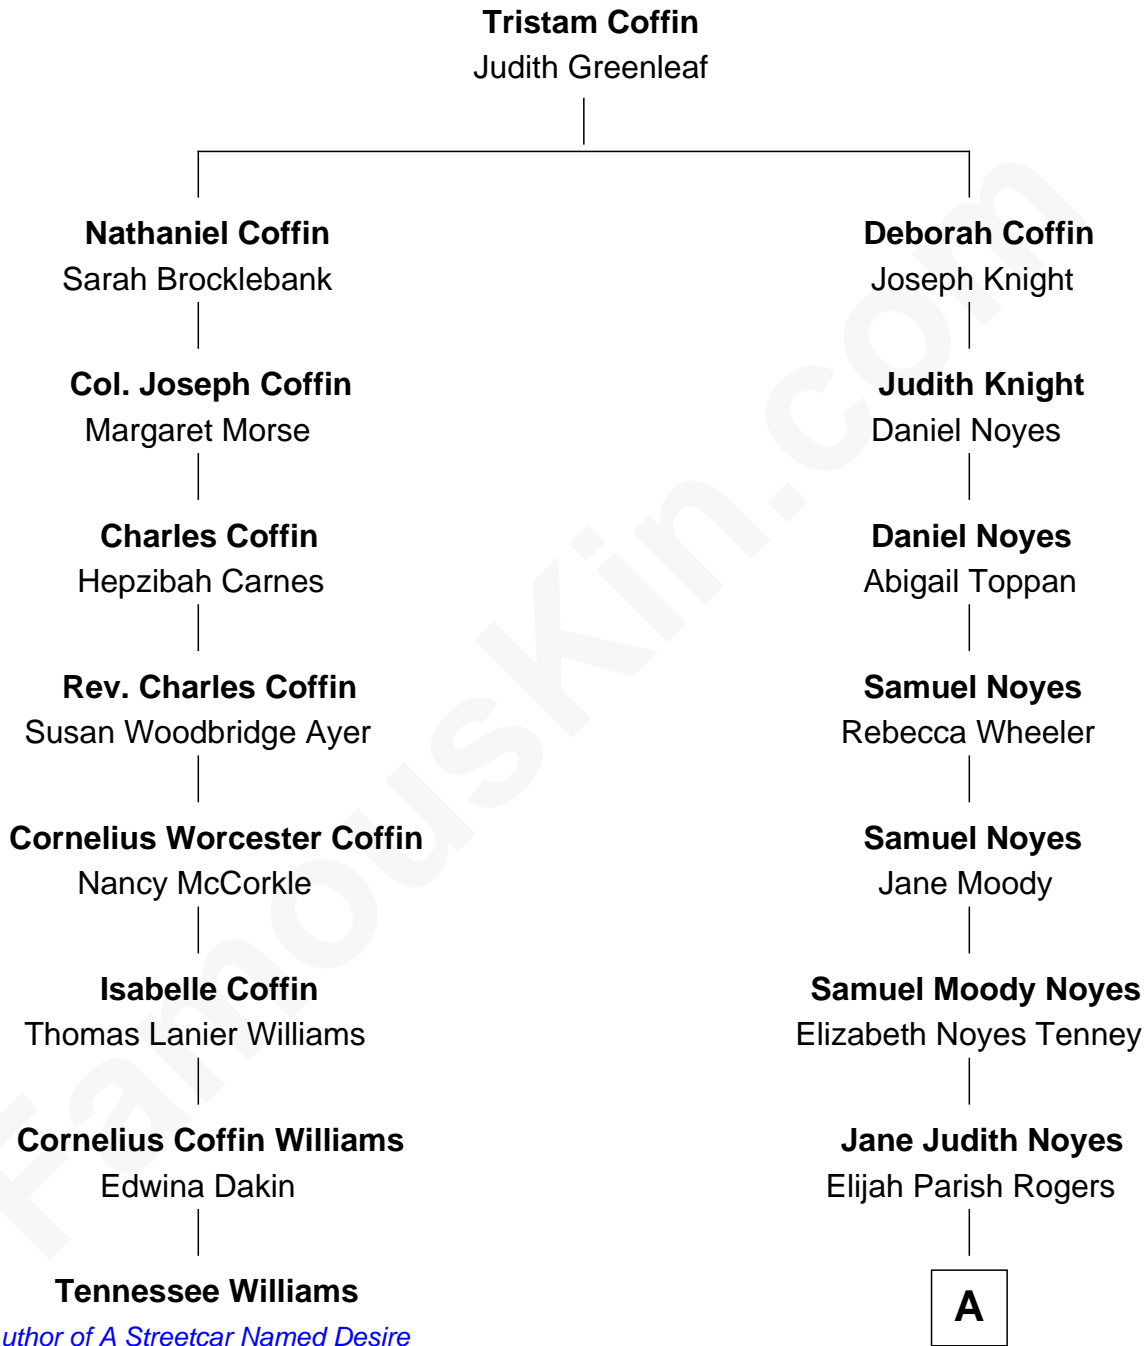 Tristam Coffin
Judith Greenleaf
Nathaniel Coffin
Sarah Brocklebank
Deborah Coffin
Joseph Knight
Col. Joseph Coffin
Margaret Morse
Judith Knight
Daniel Noyes
Charles Coffin
Hepzibah Carnes
Daniel Noyes
Abigail Toppan
Rev. Charles Coffin
Susan Woodbridge Ayer
Samuel Noyes
Rebecca Wheeler
Cornelius Worcester Coffin
Nancy McCorkle
Samuel Noyes
Jane Moody
Isabelle Coffin
Thomas Lanier Williams
Samuel Moody Noyes
Elizabeth Noyes Tenney
Cornelius Coffin Williams
Edwina Dakin
Jane Judith Noyes
Elijah Parish Rogers
Tennessee Williams
uthor of A Streetcar Named Desire
A
FamousKin.com